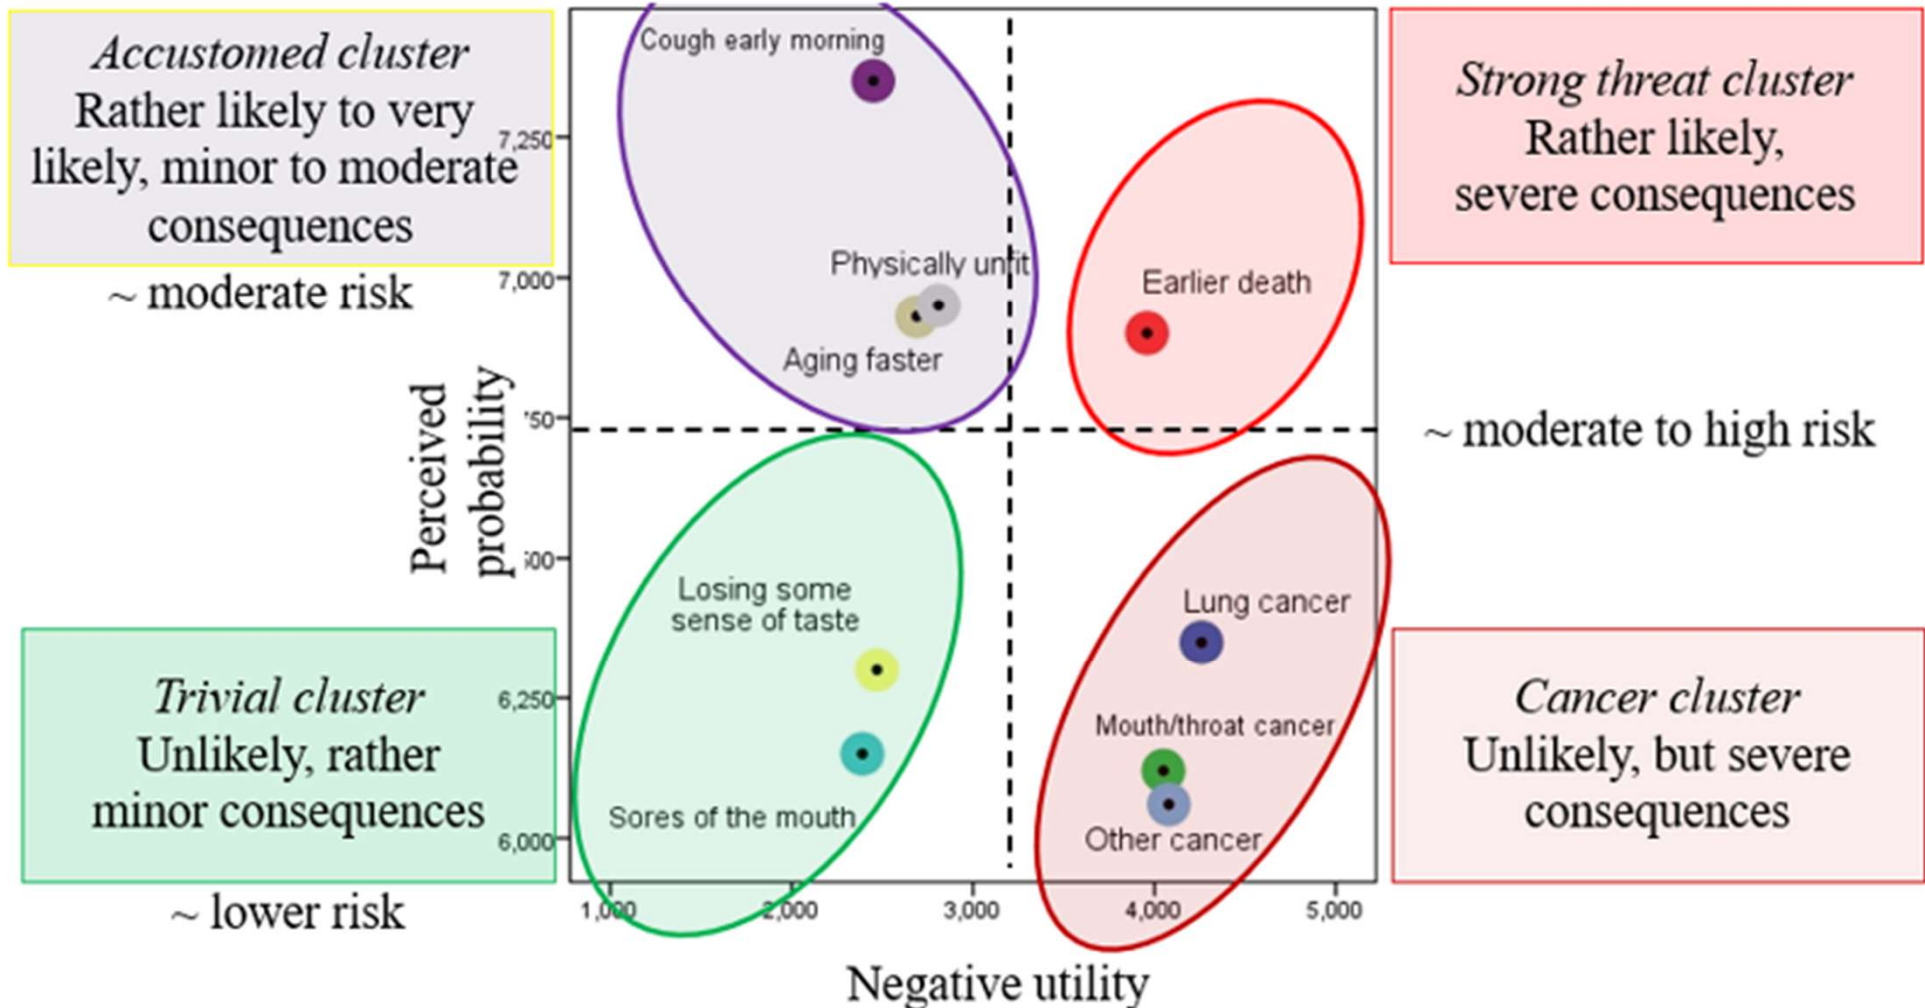 Accustomed cluster
Rather likely to very
likely, minor to moderate
consequences
~ moderate risk
Cough early morning
Physically unfit
Aging faster
Strong threat cluster
Rather likely,
severe consequences
Earlier death
~ moderate to high risk
Perceived
probability
7,250
7,000
750
500
6,250
6,000
Losing some
sense of taste
Sores of the mouth
Trivial cluster
Unlikely, rather
minor consequences
~ lower risk
Lung cancer
Mouth/throat cancer
Other cancer
Cancer cluster
Unlikely, but severe
consequences
1,000
2,000
3,000
4,000
5,000
Negative utility